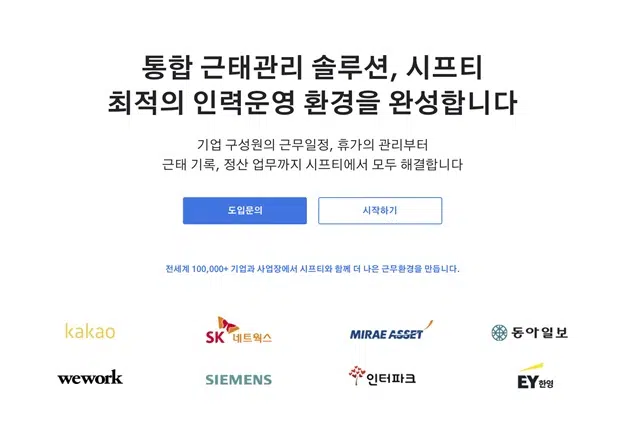 통합 근태관리 솔루션, 시프티
최적의 인력운영 환경을 완성합니다
기업 구성원의 근무일정, 휴가의 관리부터
근태 기록, 정산 업무까지 시프티에서 모두 해결합니다
도입문의 시작하기
전세계 100,000+ 기업과 사업장에서 시프티와 함께 더 나은 근무환경을 만듭니다.
kakao SK 네트웍스 MIRAE ASSET 동아일보
wework SIEMENS 인터파크 EY 한영